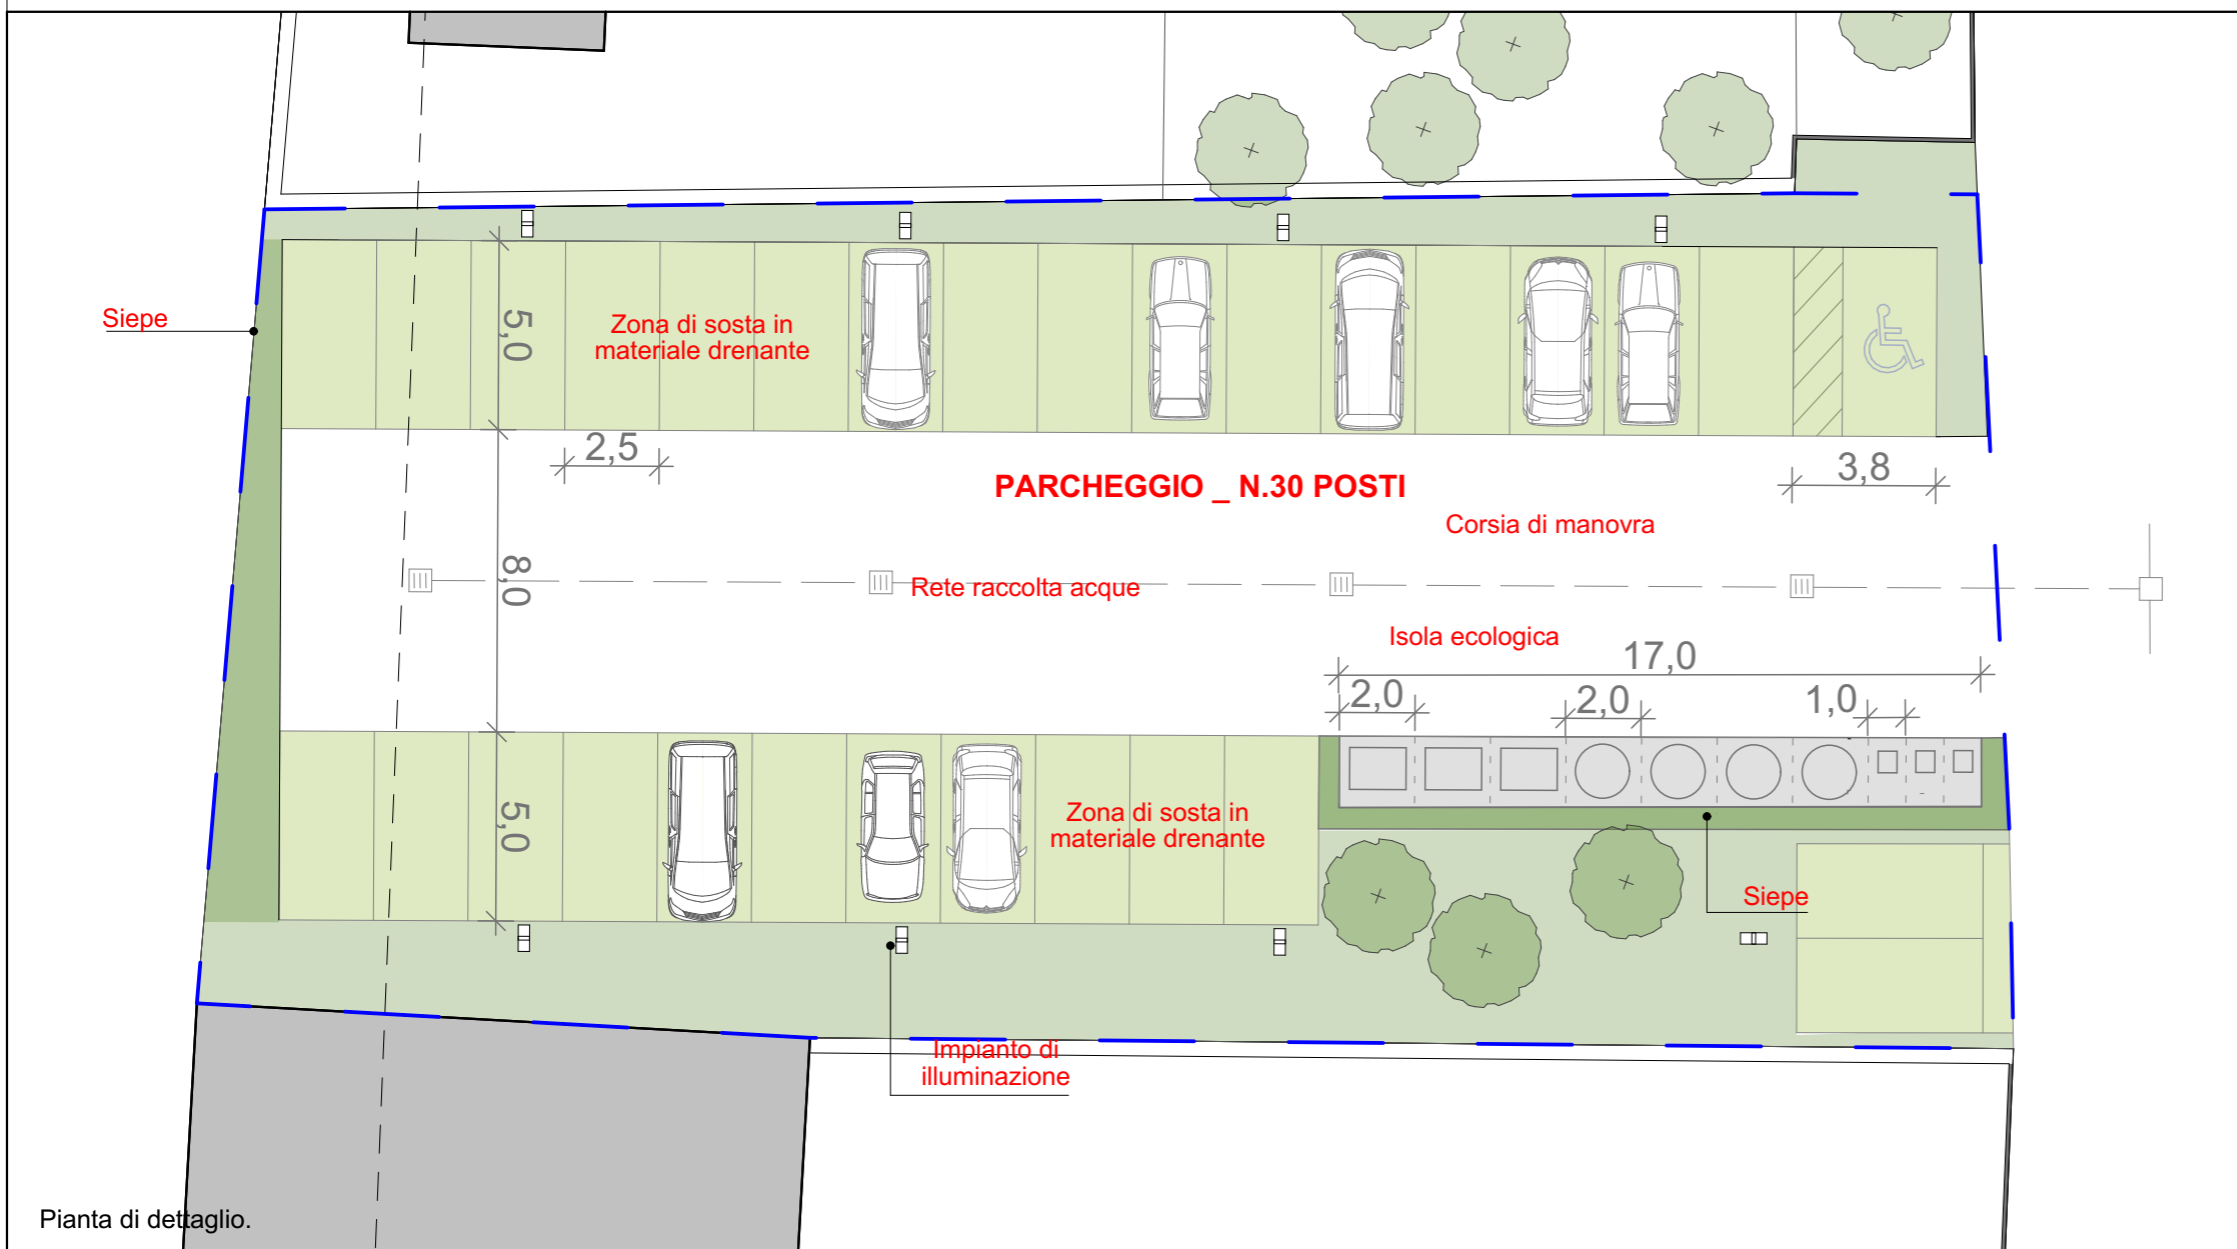 Siepe
5,0
Zona di sosta in
materiale drenante
2,5
3,8
PARCHEGGIO _ N.30 POSTI
Corsia di manovra
8,0
Rete raccolta acque
Isola ecologica
17,0
2,0
2,0
1,0
5,0
Zona di sosta in
materiale drenante
Siepe
Impianto di
illuminazione
Pianta di dettaglio.